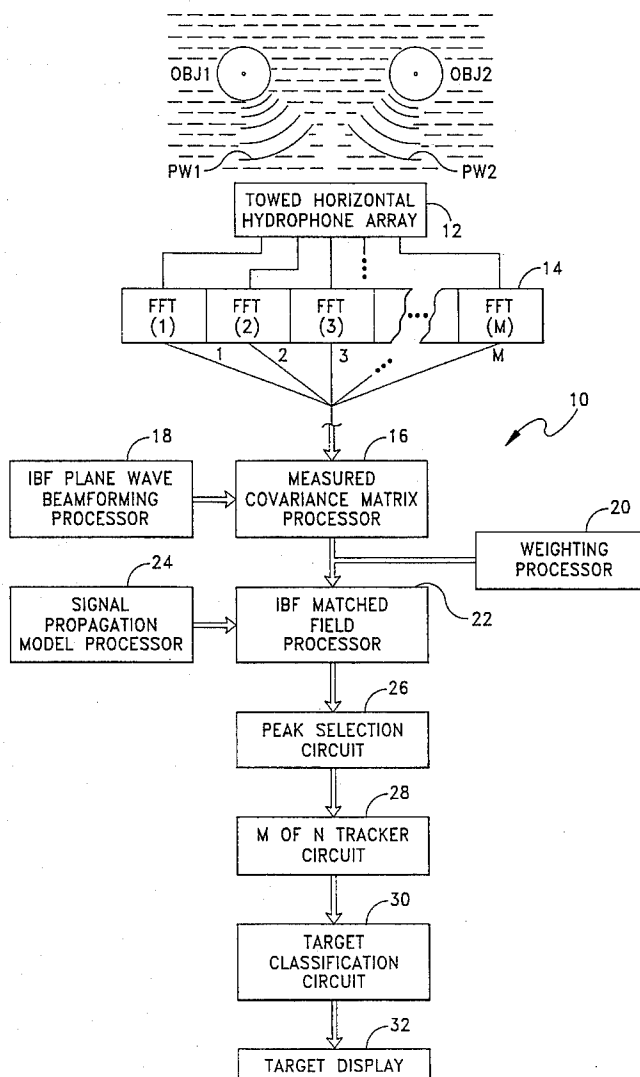 OBJ1
OBJ2
PW1
PW2
TOWED HORIZONTAL
HYDROPHONE ARRAY
12
14
FFT
(1)
FFT
(2)
FFT
(3)
FFT
(M)
1
2
3
M
10
18
16
IBF PLANE WAVE
BEAMFORMING
PROCESSOR
MEASURED
COVARIANCE MATRIX
PROCESSOR
20
WEIGHTING
PROCESSOR
24
22
SIGNAL
PROPAGATION
MODEL PROCESSOR
IBF MATCHED
FIELD
PROCESSOR
26
PEAK SELECTION
CIRCUIT
28
M OF N TRACKER
CIRCUIT
30
TARGET
CLASSIFICATION
CIRCUIT
32
TARGET DISPLAY